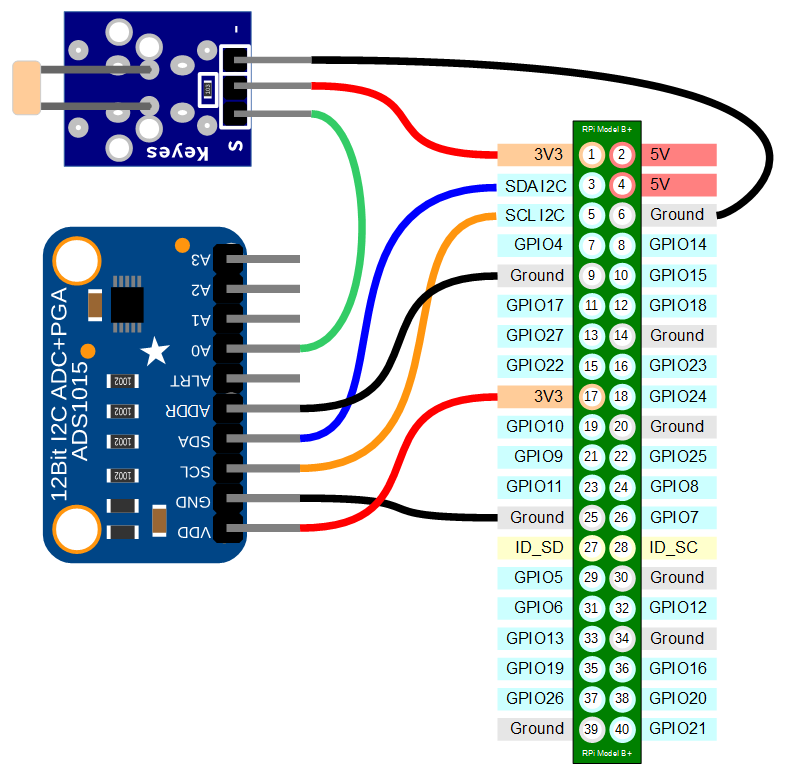 -
103
Keyes
S
12Bit I2C ADC+PGA
ADS1015
A3
A2
A1
A0
ALRT
ADDR
SDA
SCL
GND
VDD
1002
1002
1002
1002
RPi Model B+
3V3 1 2 5V
SDA I2C 3 4 5V
SCL I2C 5 6 Ground
GPIO4 7 8 GPIO14
Ground 9 10 GPIO15
GPIO17 11 12 GPIO18
GPIO27 13 14 Ground
GPIO22 15 16 GPIO23
3V3 17 18 GPIO24
GPIO10 19 20 Ground
GPIO9 21 22 GPIO25
GPIO11 23 24 GPIO8
Ground 25 26 GPIO7
ID_SD 27 28 ID_SC
GPIO5 29 30 Ground
GPIO6 31 32 GPIO12
GPIO13 33 34 Ground
GPIO19 35 36 GPIO16
GPIO26 37 38 GPIO20
Ground 39 40 GPIO21
RPi Model B+